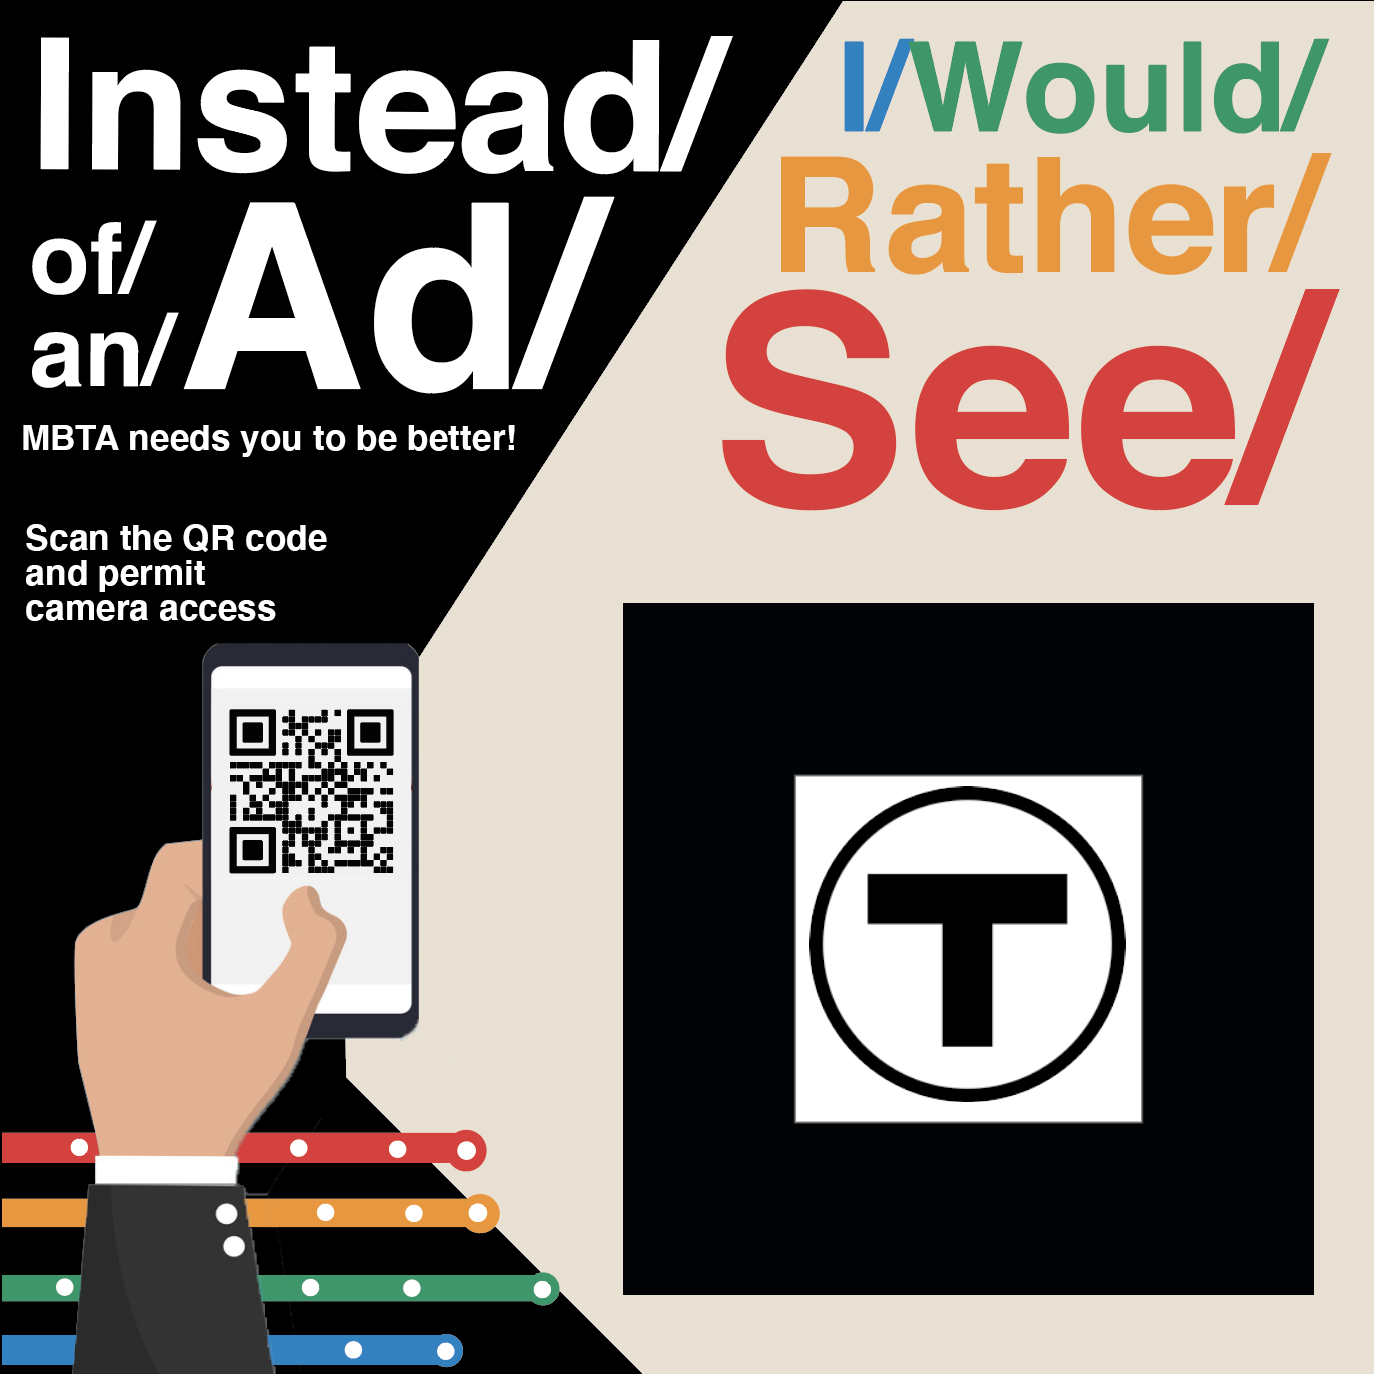 Instead/
of/
an/Ad/
MBTA needs you to be better!
Scan the QR code
and permit
camera access
I/Would/
Rather/
See/
T